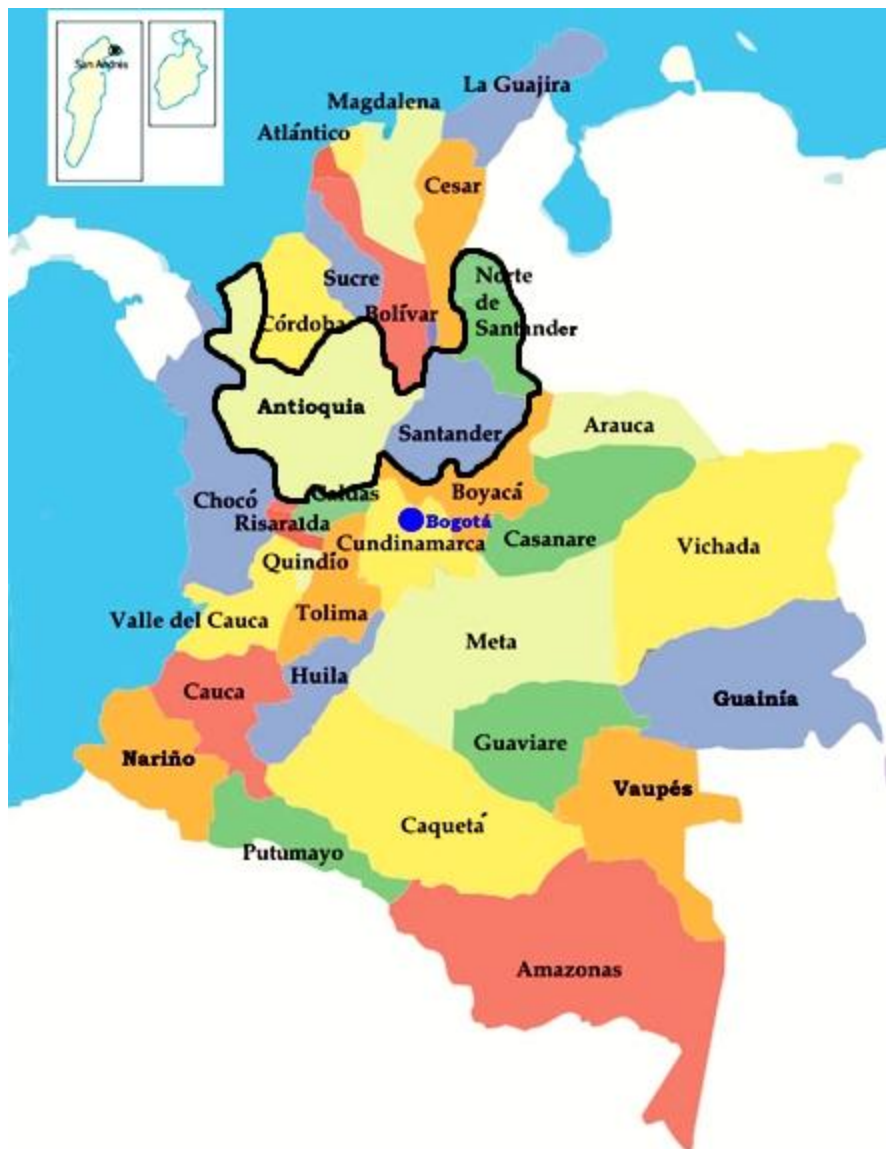 San Andrés
La Guajira
Magdalena
Atlántico
Cesar
Norte
de
Santander
Sucre
Bolívar
Córdoba
Antioquia
Santander
Arauca
Chocó
Caldas
Boyacá
Risaralda
Bogotá
Cundinamarca
Casanare
Vichada
Quindío
Valle del Cauca
Tolima
Meta
Huila
Cauca
Guainía
Nariño
Guaviare
Vaupés
Caquetá
Putumayo
Amazonas